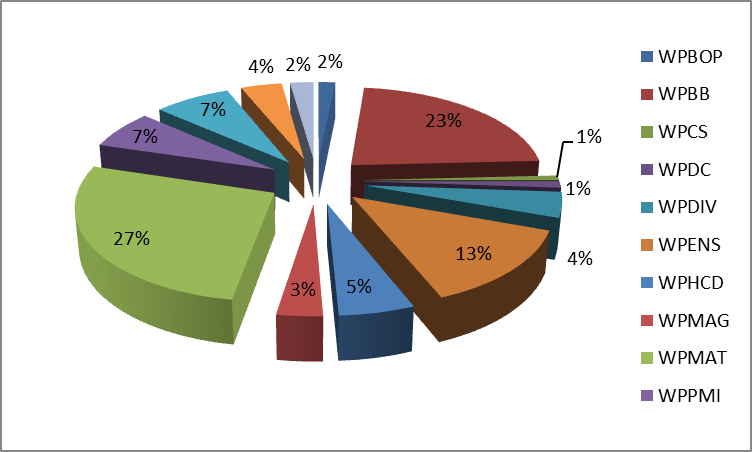 4%
2%
2%
7%
23%
7%
1%
1%
27%
13%
4%
3%
5%
WPBOP
WPBB
WPCS
WPDC
WPDIV
WPENS
WPHCD
WPMAG
WPMAT
WPPMI